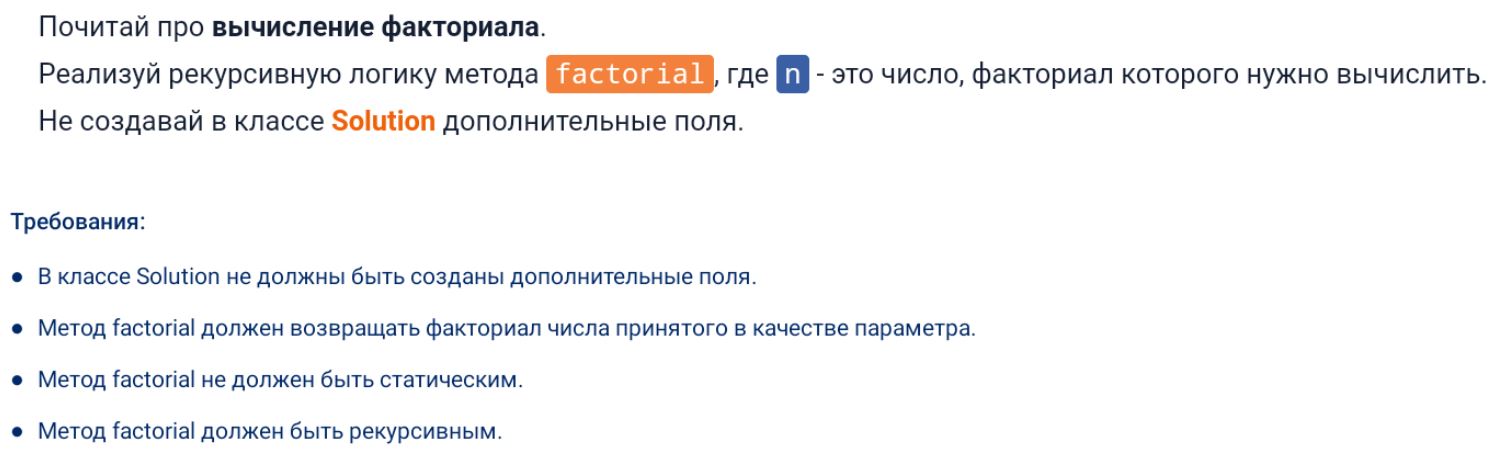 Почитай про вычисление факториала.
Реализуй рекурсивную логику метода factorial, где n - это число, факториал которого нужно вычислить.
Не создавай в классе Solution дополнительные поля.
Требования:
● В классе Solution не должны быть созданы дополнительные поля.
● Метод factorial должен возвращать факториал числа принятого в качестве параметра.
● Метод factorial не должен быть статическим.
● Метод factorial должен быть рекурсивным.